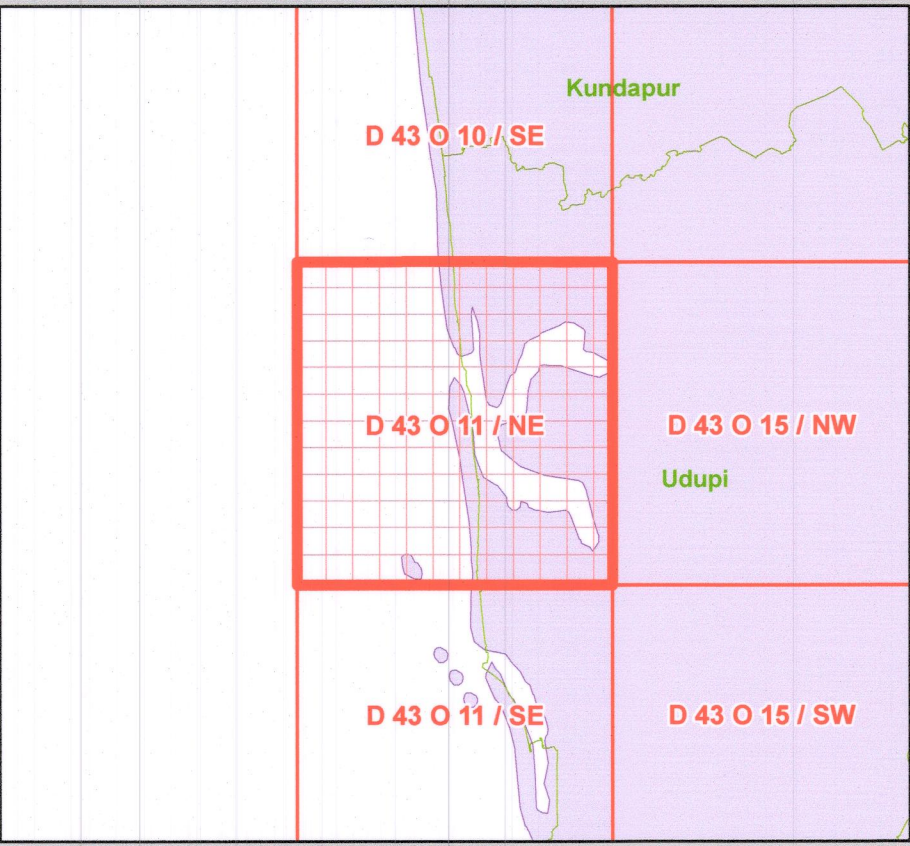 Kundapur
D 43 O 10 / SE
D 43 O 11 / NE
D 43 O 15 / NW
Udupi
D 43 O 11 / SE
D 43 O 15 / SW